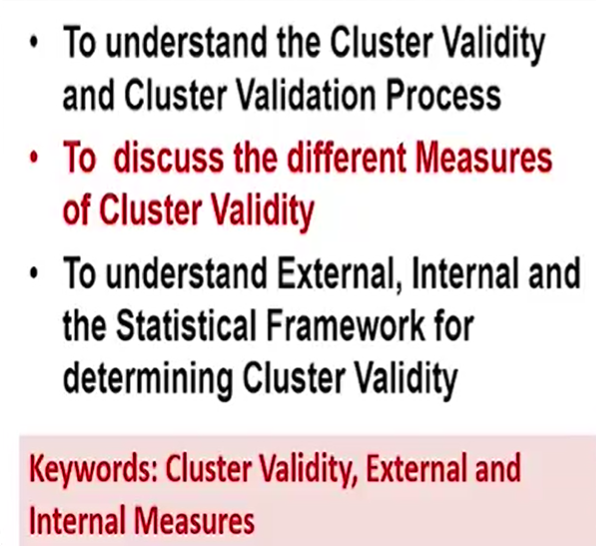 • To understand the Cluster Validity
and Cluster Validation Process
• To discuss the different Measures
of Cluster Validity
• To understand External, Internal and
the Statistical Framework for
determining Cluster Validity
Keywords: Cluster Validity, External and
Internal Measures